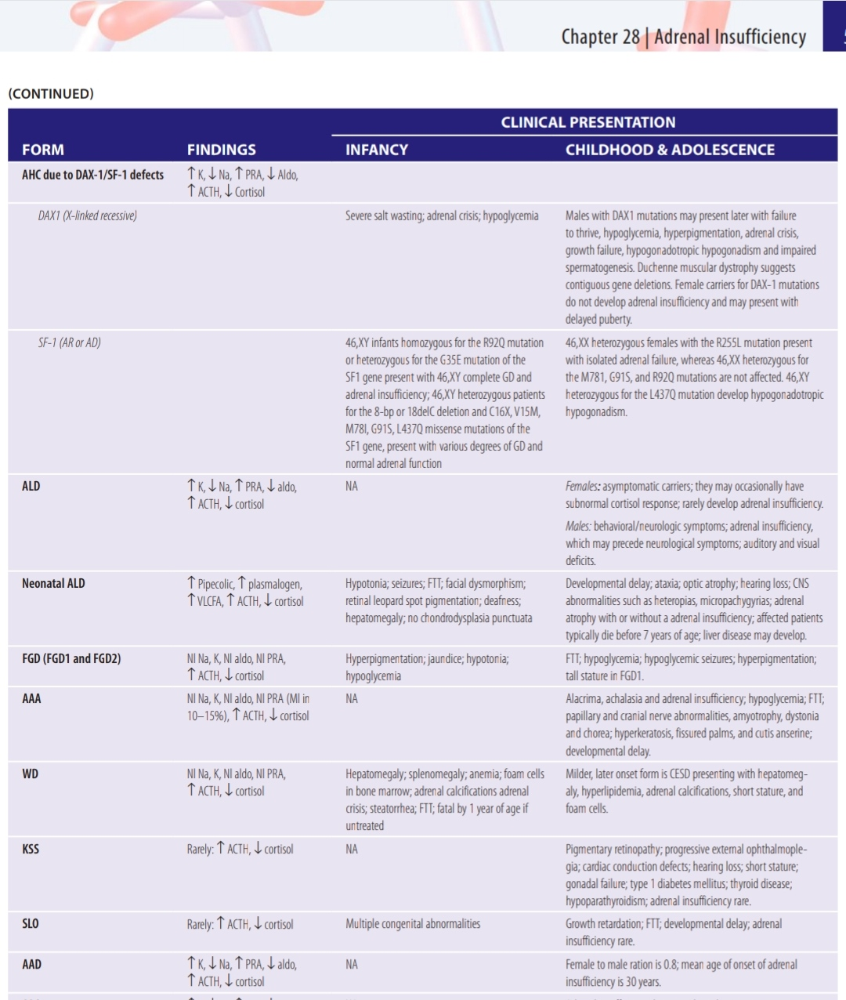 Chapter 28 | Adrenal Insufficiency
(CONTINUED)
CLINICAL PRESENTATION
FORM FINDINGS INFANCY CHILDHOOD & ADOLESCENCE
AHC due to DAX-1/SF-1 defects
↑ K, ↓ Na, ↑ PRA, ↓ Aldo,
↑ ACTH, ↓ Cortisol
DAX1 (X-linked recessive)
Severe salt wasting; adrenal crisis; hypoglycemia
Males with DAX1 mutations may present later with failure
to thrive, hypoglycemia, hyperpigmentation, adrenal crisis,
growth failure, hypogonadotropic hypogonadism and impaired
spermatogenesis. Duchenne muscular dystrophy suggests
contiguous gene deletions. Female carriers for DAX-1 mutations
do not develop adrenal insufficiency and may present with
delayed puberty.
SF-1 (AR or AD)
46,XY infants homozygous for the R92Q mutation
or heterozygous for the G35E mutation of the
SF1 gene present with 46,XY complete GD and
adrenal insufficiency; 46,XY heterozygous patients
for the 8-bp or 18delC deletion and C16X, V15M,
M78I, G91S, L437Q missense mutations of the
SF1 gene, present with various degrees of GD and
normal adrenal function
46,XX heterozygous females with the R255L mutation present
with isolated adrenal failure, whereas 46,XX heterozygous for
the M781, G91S, and R92Q mutations are not affected. 46,XY
heterozygous for the L437Q mutation develop hypogonadotropic
hypogonadism.
ALD
↑ K, ↓ Na, ↑ PRA, ↓ aldo,
↑ ACTH, ↓ cortisol
NA
Females: asymptomatic carriers; they may occasionally have
subnormal cortisol response; rarely develop adrenal insufficiency.
Males: behavioral/neurologic symptoms; adrenal insufficiency,
which may precede neurological symptoms; auditory and visual
deficits.
Neonatal ALD
↑ Pipecolic, ↑ plasmalogen,
↑ VLCFA, ↑ ACTH, ↓ cortisol
Hypotonia; seizures; FTT; facial dysmorphism;
retinal leopard spot pigmentation; deafness;
hepatomegaly; no chondrodysplasia punctuata
Developmental delay; ataxia; optic atrophy; hearing loss; CNS
abnormalities such as heteropias, micropachygyrias; adrenal
atrophy with or without a adrenal insufficiency; affected patients
typically die before 7 years of age; liver disease may develop.
FGD (FGD1 and FGD2)
Nl Na, K, Nl aldo, Nl PRA,
↑ ACTH, ↓ cortisol
Hyperpigmentation; jaundice; hypotonia;
hypoglycemia
FTT; hypoglycemia; hypoglycemic seizures; hyperpigmentation;
tall stature in FGD1.
AAA
Nl Na, K, Nl aldo, Nl PRA (Ml in
10–15%), ↑ ACTH, ↓ cortisol
NA
Alacrima, achalasia and adrenal insufficiency; hypoglycemia; FTT;
papillary and cranial nerve abnormalities, amyotrophy, dystonia
and chorea; hyperkeratosis, fissured palms, and cutis anserine;
developmental delay.
WD
Nl Na, K, Nl aldo, Nl PRA,
↑ ACTH, ↓ cortisol
Hepatomegaly; splenomegaly; anemia; foam cells
in bone marrow; adrenal calcifications adrenal
crisis; steatorrhea; FTT; fatal by 1 year of age if
untreated
Milder, later onset form is CESD presenting with hepatomeg-
aly, hyperlipidemia, adrenal calcifications, short stature, and
foam cells.
KSS
Rarely: ↑ ACTH, ↓ cortisol
NA
Pigmentary retinopathy; progressive external ophthalmople-
gia; cardiac conduction defects; hearing loss; short stature;
gonadal failure; type 1 diabetes mellitus; thyroid disease;
hypoparathyroidism; adrenal insufficiency rare.
SLO
Rarely: ↑ ACTH, ↓ cortisol
Multiple congenital abnormalities
Growth retardation; FTT; developmental delay; adrenal
insufficiency rare.
AAD
↑ K, ↓ Na, ↑ PRA, ↓ aldo,
↑ ACTH, ↓ cortisol
NA
Female to male ration is 0.8; mean age of onset of adrenal
insufficiency is 30 years.